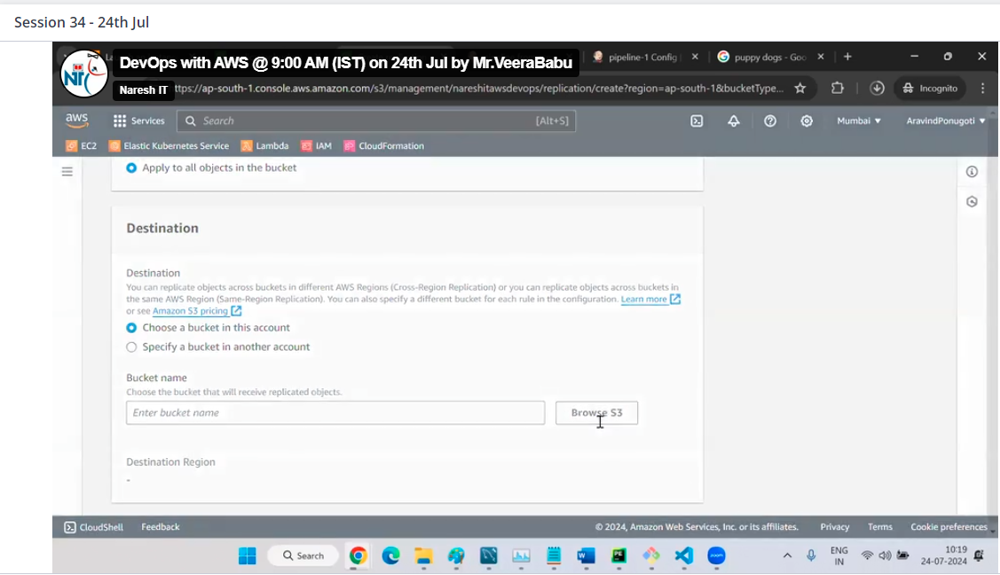 Session 34 - 24th Jul
DevOps with AWS @ 9:00 AM (IST) on 24th Jul by Mr.VeeraBabu
pipeline-1 Config
puppy dogs - Goo
NiT
Naresh IT
ttps://ap-south-1.console.aws.amazon.com/s3/management/nareshitawsdevops/replication/create?region=ap-south-1&bucketType...
Incognito
aws
Services
Search
[Alt+S]
Mumbai
AravindPonugoti
EC2
Elastic Kubernetes Service
Lambda
IAM
CloudFormation
Apply to all objects in the bucket
Destination
Destination
You can replicate objects across buckets in different AWS Regions (Cross-Region Replication) or you can replicate objects across buckets in
the same AWS Region (Same-Region Replication). You can also specify a different bucket for each rule in the configuration. Learn more
or see Amazon S3 pricing
Choose a bucket in this account
Specify a bucket in another account
Bucket name
Choose the bucket that will receive replicated objects.
Enter bucket name
Browse S3
Destination Region
-
CloudShell
Feedback
© 2024, Amazon Web Services, Inc. or its affiliates.
Privacy
Terms
Cookie preferences
Search
ENG
IN
10:19
24-07-2024